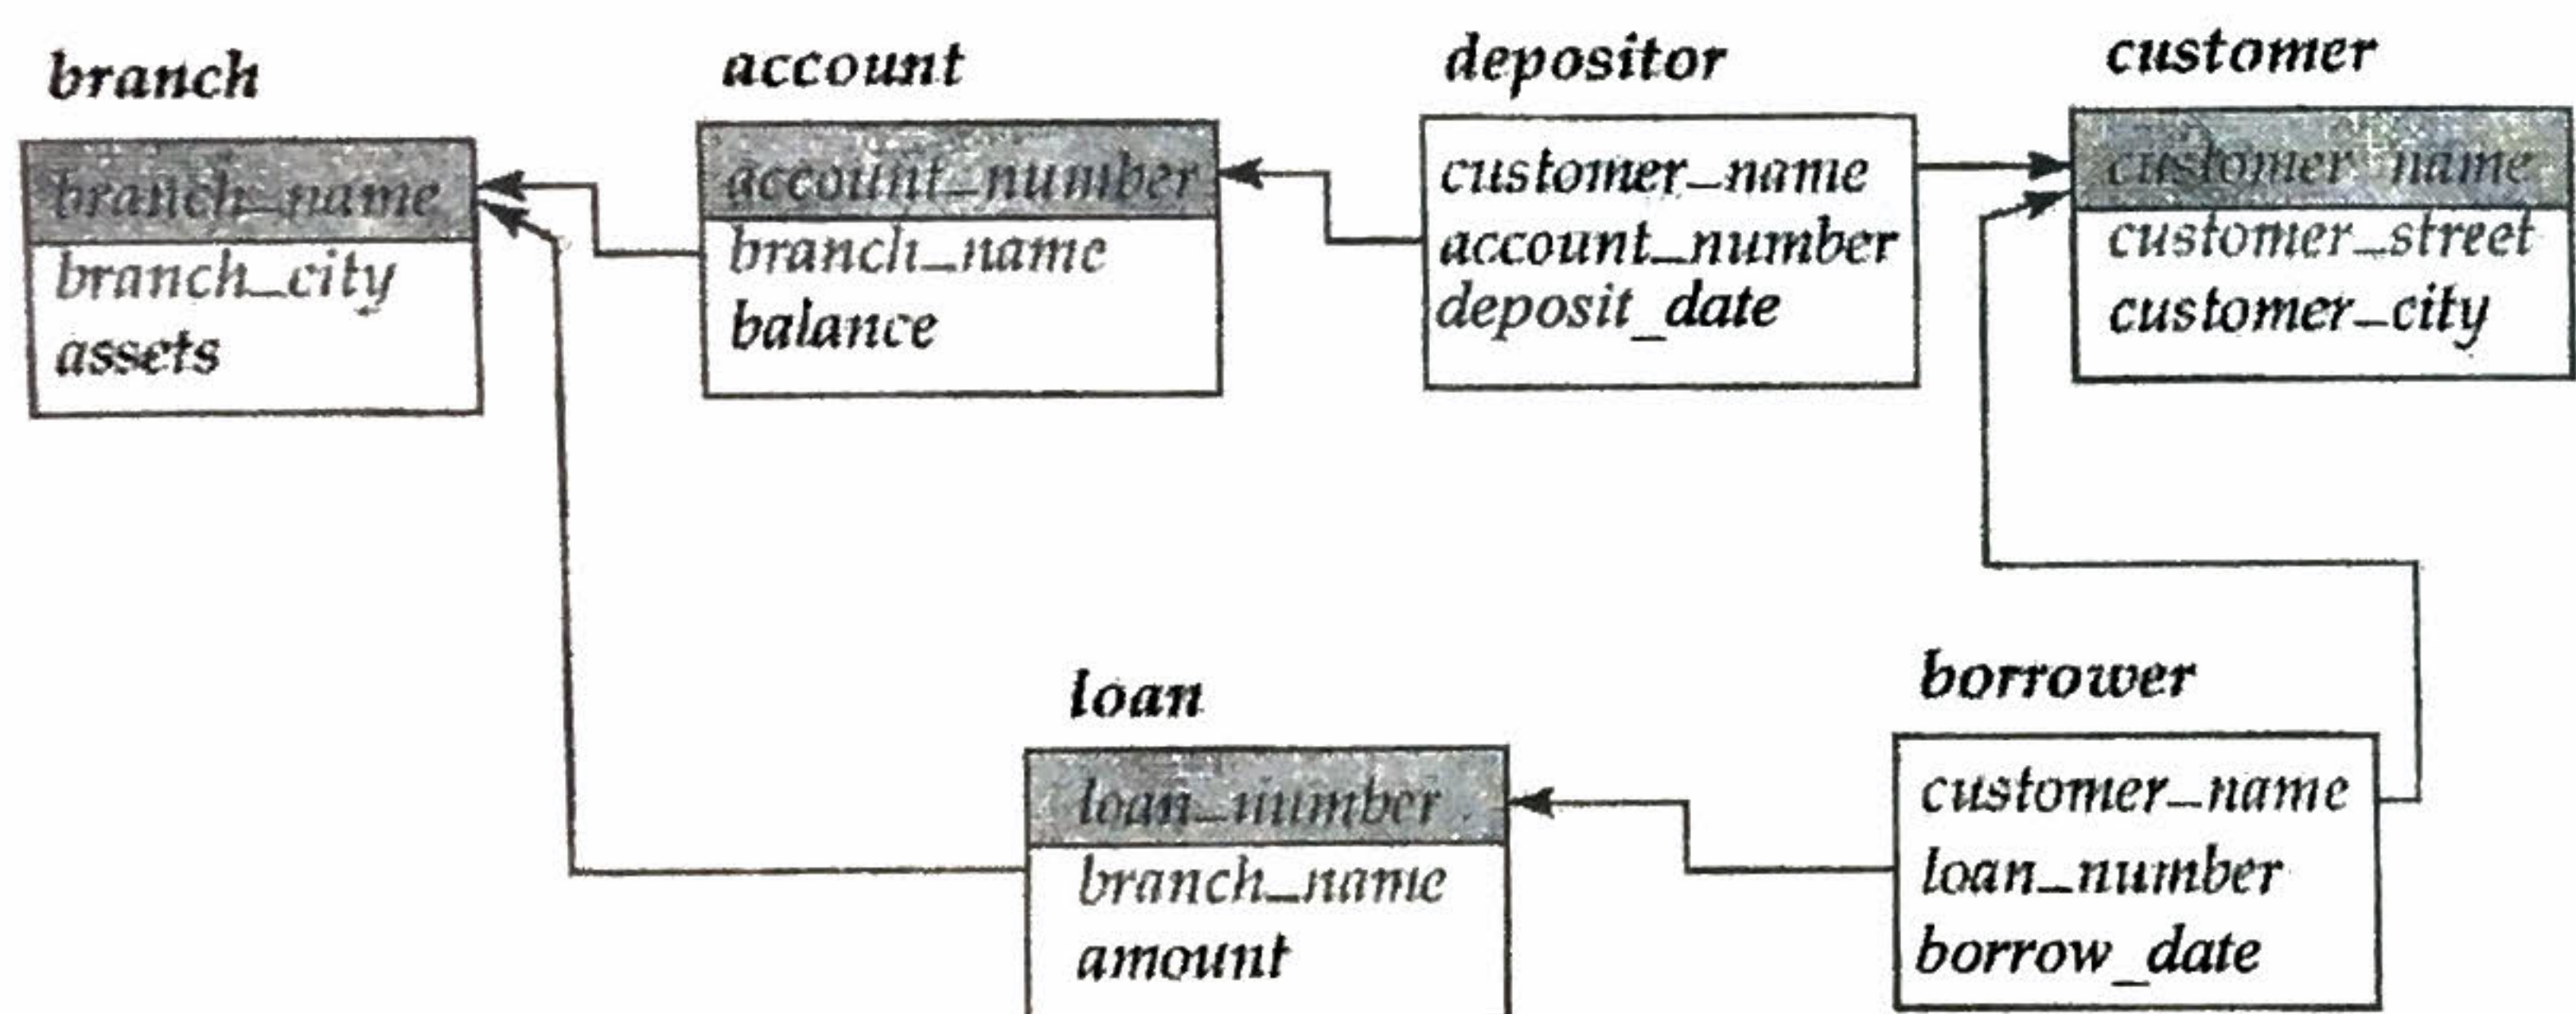 branch
branch_name
branch_city
assets
account
account_number
branch_name
balance
depositor
customer_name
account_number
deposit_date
customer
customer_name
customer_street
customer_city
loan
loan_number
branch_name
amount
borrower
customer_name
loan_number
borrow_date